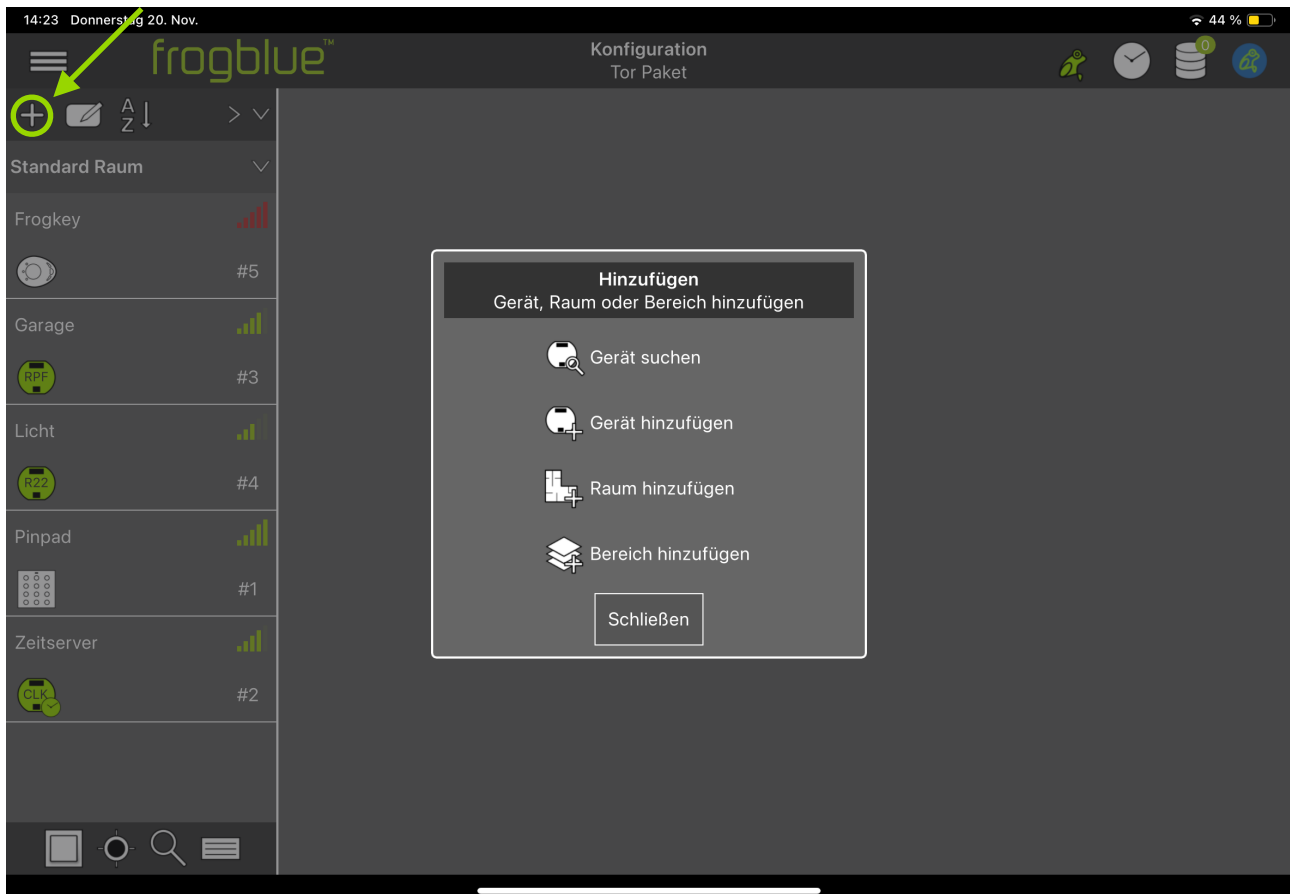 14:23 Donnerstag 20. Nov.
44 %
frogblue™
Konfiguration
Tor Paket
0
A
Z
Standard Raum
Frogkey
#5
Garage
RPF
#3
Licht
R22
#4
Pinpad
#1
Zeitserver
CLK
#2
Hinzufügen
Gerät, Raum oder Bereich hinzufügen
Gerät suchen
Gerät hinzufügen
Raum hinzufügen
Bereich hinzufügen
Schließen